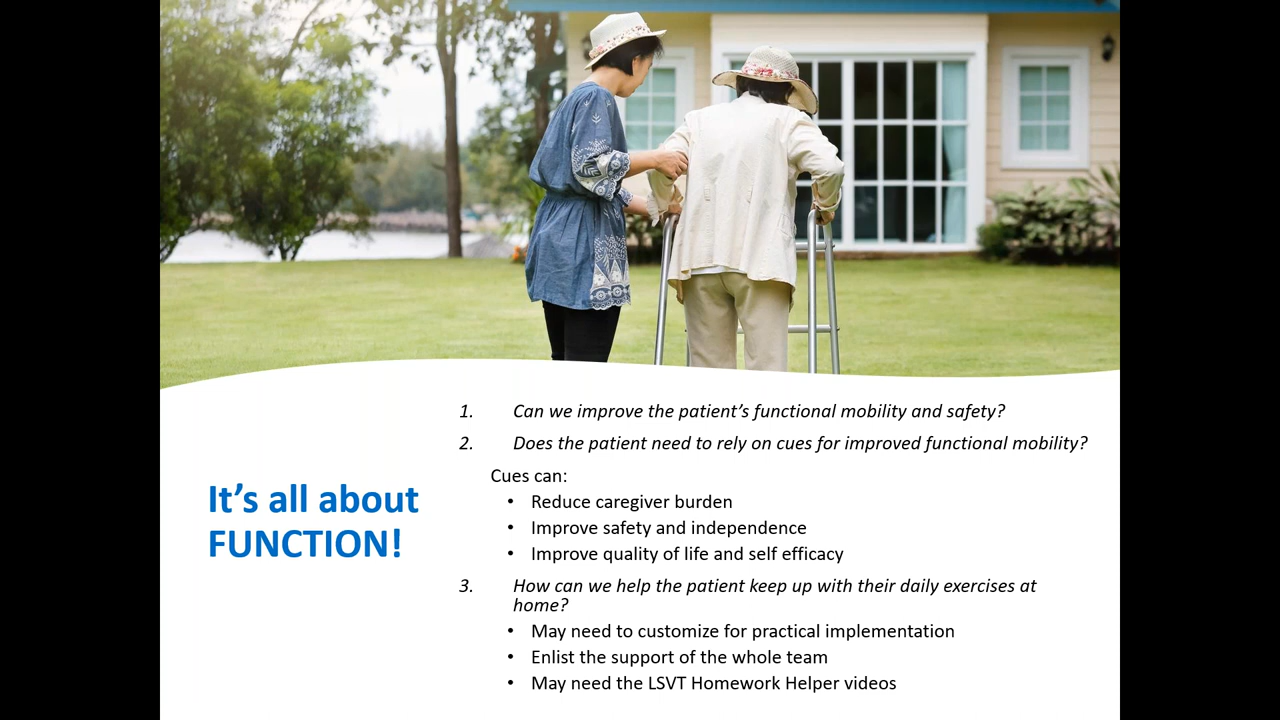 It's all about
FUNCTION!
1. Can we improve the patient's functional mobility and safety?
2. Does the patient need to rely on cues for improved functional mobility?
Cues can:
• Reduce caregiver burden
• Improve safety and independence
• Improve quality of life and self efficacy
3. How can we help the patient keep up with their daily exercises at
home?
• May need to customize for practical implementation
• Enlist the support of the whole team
• May need the LSVT Homework Helper videos